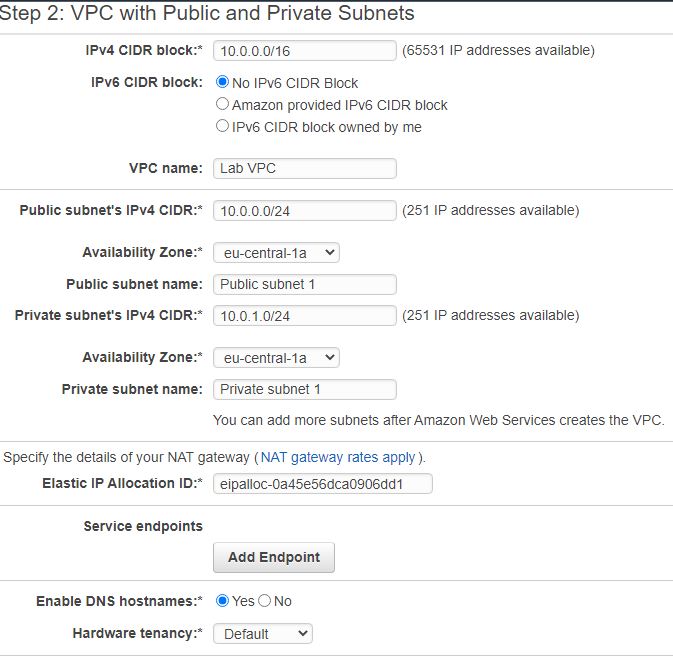 Step 2: VPC with Public and Private Subnets
IPv4 CIDR block:* 10.0.0.0/16 (65531 IP addresses available)
IPv6 CIDR block: No IPv6 CIDR Block
Amazon provided IPv6 CIDR block
IPv6 CIDR block owned by me
VPC name: Lab VPC
Public subnet's IPv4 CIDR:* 10.0.0.0/24 (251 IP addresses available)
Availability Zone:* eu-central-1a
Public subnet name: Public subnet 1
Private subnet's IPv4 CIDR:* 10.0.1.0/24 (251 IP addresses available)
Availability Zone:* eu-central-1a
Private subnet name: Private subnet 1
You can add more subnets after Amazon Web Services creates the VPC.
Specify the details of your NAT gateway (NAT gateway rates apply).
Elastic IP Allocation ID:* eipalloc-0a45e56dca0906dd1
Service endpoints
Add Endpoint
Enable DNS hostnames:* Yes No
Hardware tenancy:* Default